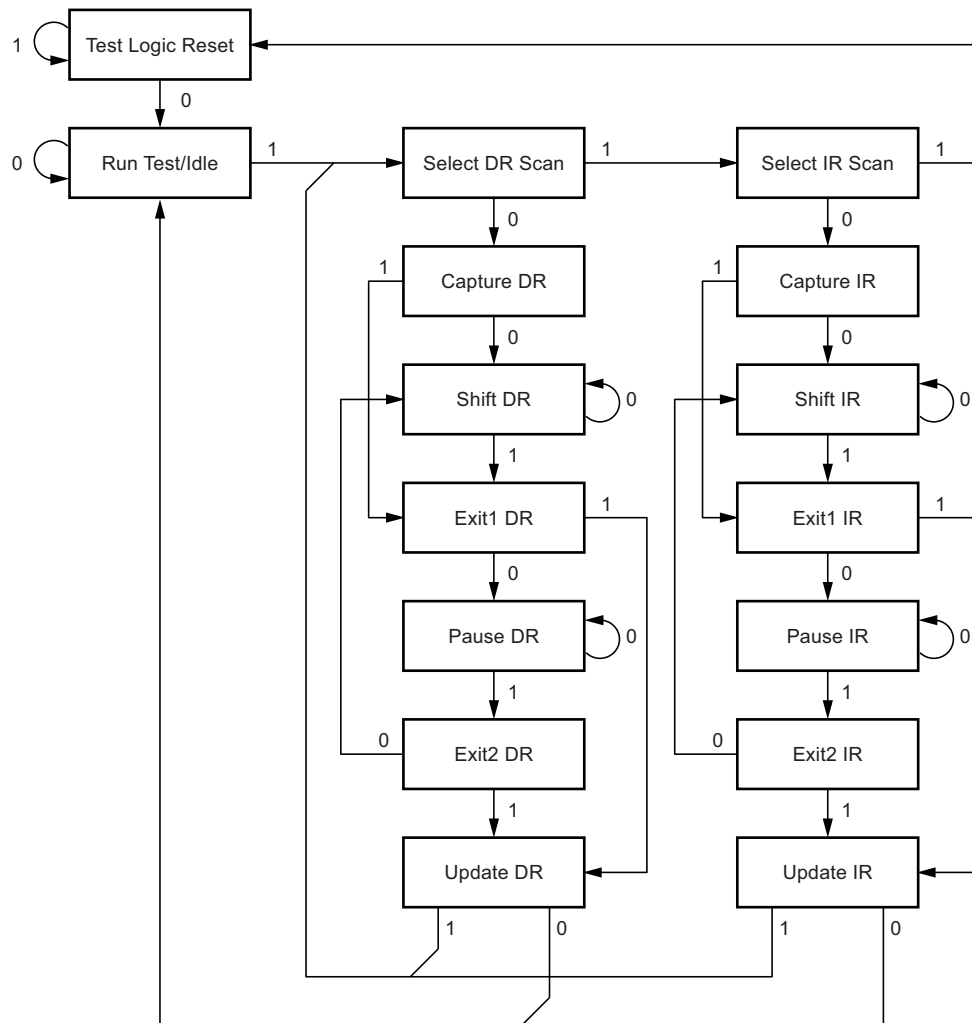 1
Test Logic Reset
0
0
Run Test/Idle
1
Select DR Scan
1
Select IR Scan
1
0
0
1
Capture DR
1
Capture IR
0
0
Shift DR
0
Shift IR
0
1
1
Exit1 DR
1
Exit1 IR
1
0
0
Pause DR
0
Pause IR
0
1
1
0
Exit2 DR
0
Exit2 IR
1
1
Update DR
Update IR
1
0
1
0